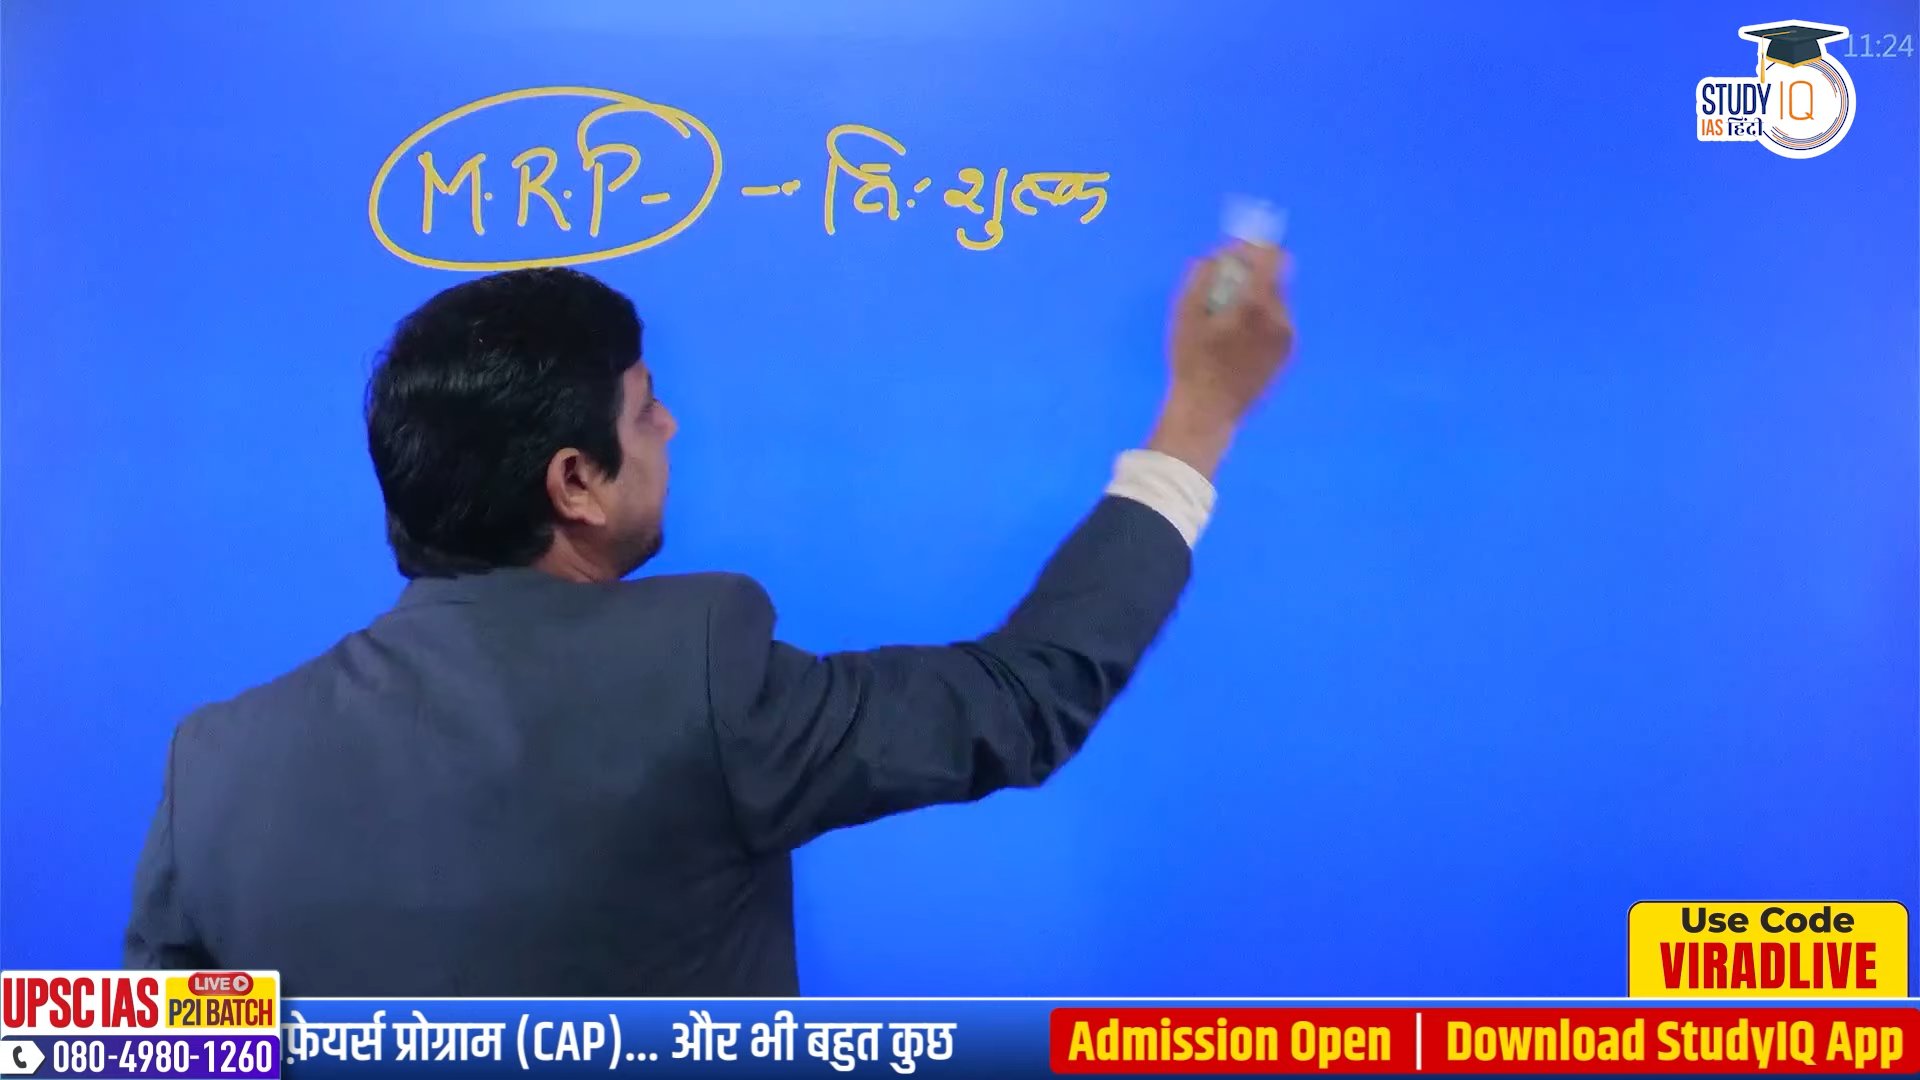 11:24
STUDY IQ
IAS हिंदी
M.R.P. - निःशुल्क
Use Code
VIRADLIVE
UPSC IAS LIVE P2I BATCH
080-4980-1260
फ़ेयर्स प्रोग्राम (CAP)... और भी बहुत कुछ
Admission Open | Download StudyIQ App